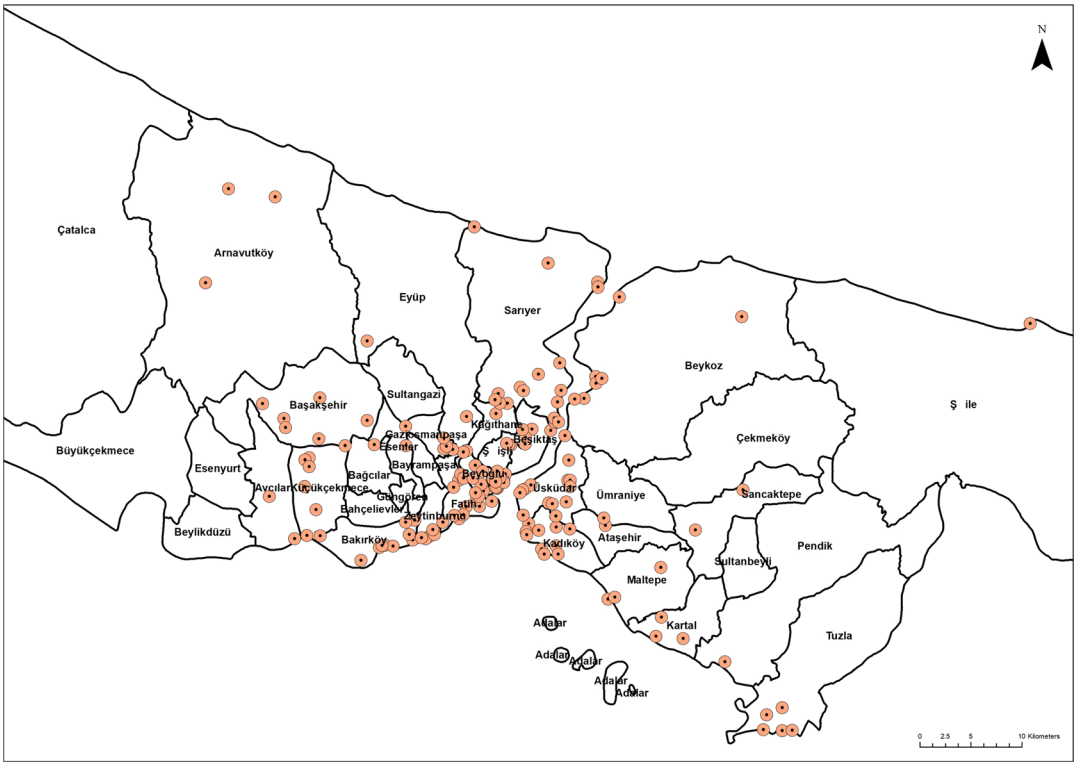 N
Çatalca
Arnavutköy
Eyüp
Sarıyer
Beykoz
Sultangazi
Ş ile
Başakşehir
Kağıthane
Gaziosmanpaşa
Beşiktaş
Çekmeköy
Büyükçekmece
Esenler
Ş işli
Esenyurt
Bayrampaşa
Bağcılar
Beyoğlu
Avcılar
Küçükçekmece
Üsküdar
Ümraniye
Sancaktepe
Güngören
Fatih
Bahçelievler
Zeytinburnu
Beylikdüzü
Bakırköy
Ataşehir
Kadıköy
Pendik
Sultanbeyli
Maltepe
Adalar
Kartal
Tuzla
Adalar
Adalar
Adalar
Adalar
0 2.5 5 10 Kilometers